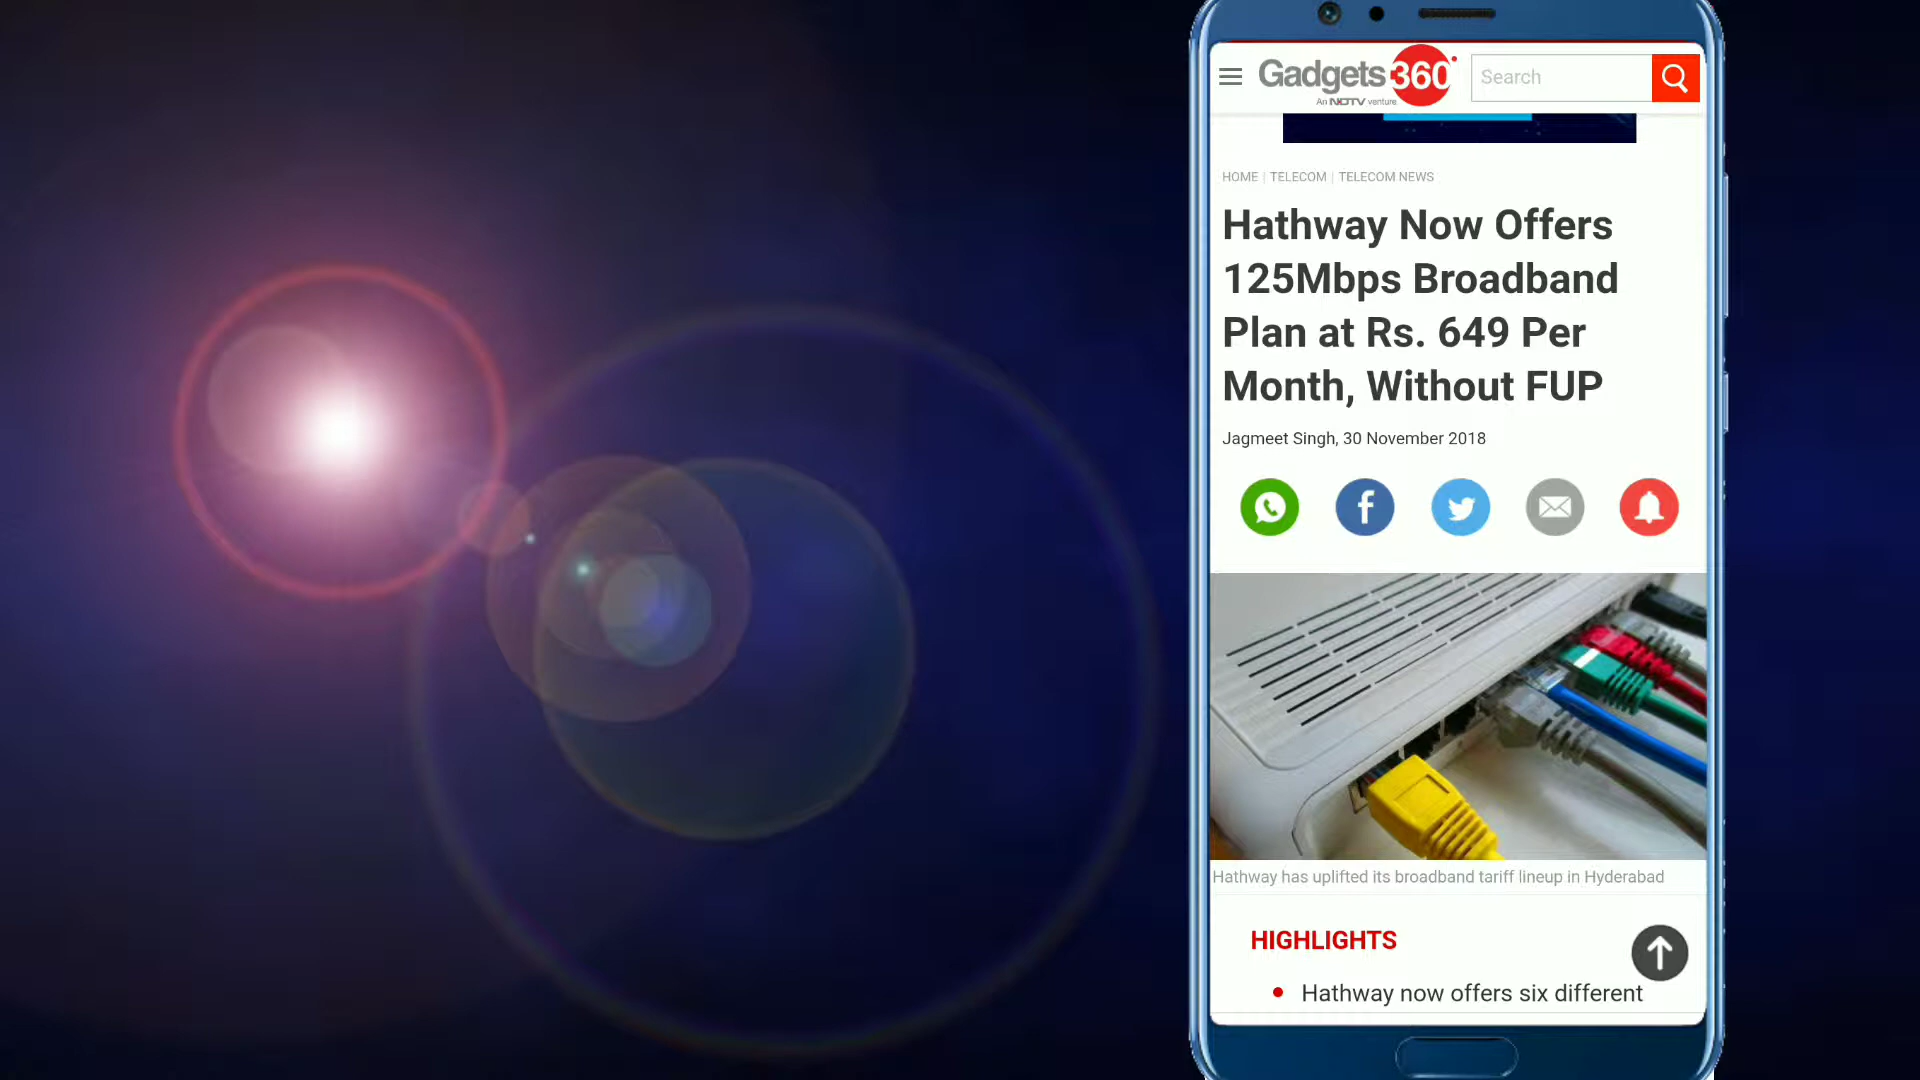 Gadgets 360
An NDTV venture
Search
HOME | TELECOM | TELECOM NEWS
Hathway Now Offers
125Mbps Broadband
Plan at Rs. 649 Per
Month, Without FUP
Jagmeet Singh, 30 November 2018
Hathway has uplifted its broadband tariff lineup in Hyderabad
HIGHLIGHTS
• Hathway now offers six different